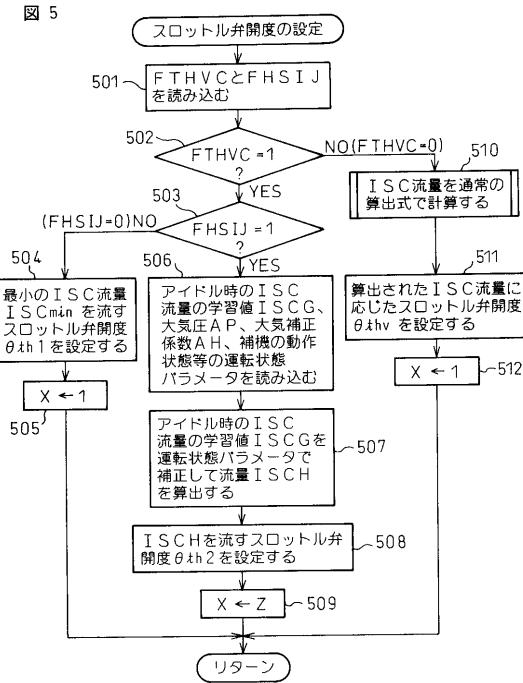 図 5
スロットル弁開度の設定
501
FTHVCとFHSIJ
を読み込む
502
FTHVC=1
?
NO(FTHVC=0)
YES
510
ISC流量を通常の
算出式で計算する
503
(FHSIJ=0)NO
FHSIJ=1
?
YES
504
最小のISC流量
ISCmin を流す
スロットル弁開度
θth1を設定する
506
アイドル時のISC
流量の学習値ISCG、
大気圧AP、大気補正
係数AH、補機の動作
状態等の運転状態
パラメータを読み込む
511
算出されたISC流量に
応じたスロットル弁開度
θthv を設定する
X ← 1
505
X ← 1
512
アイドル時のISC
流量の学習値ISCGを
運転状態パラメータで
補正して流量ISCH
を算出する
507
ISCHを流すスロットル弁
開度θth2を設定する
508
X ← Z
509
リターン